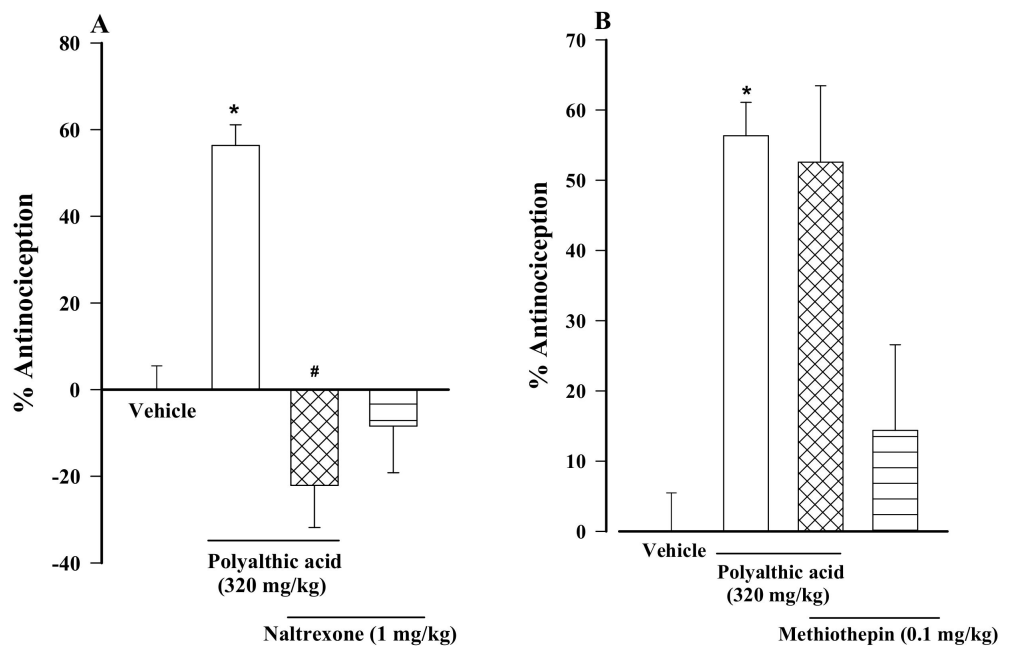 A
% Antinociception
80
60
40
20
0
-20
-40
*
#
Vehicle
Polyalthic acid
(320 mg/kg)
Naltrexone (1 mg/kg)
B
% Antinociception
70
60
50
40
30
20
10
0
*
Vehicle
Polyalthic acid
(320 mg/kg)
Methiothepin (0.1 mg/kg)